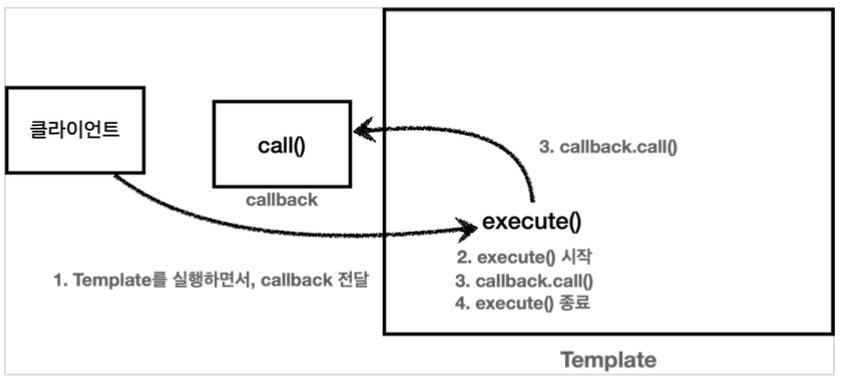 클라이언트
call()
callback
3. callback.call()
execute()
2. execute() 시작
3. callback.call()
4. execute() 종료
1. Template를 실행하면서, callback 전달
Template